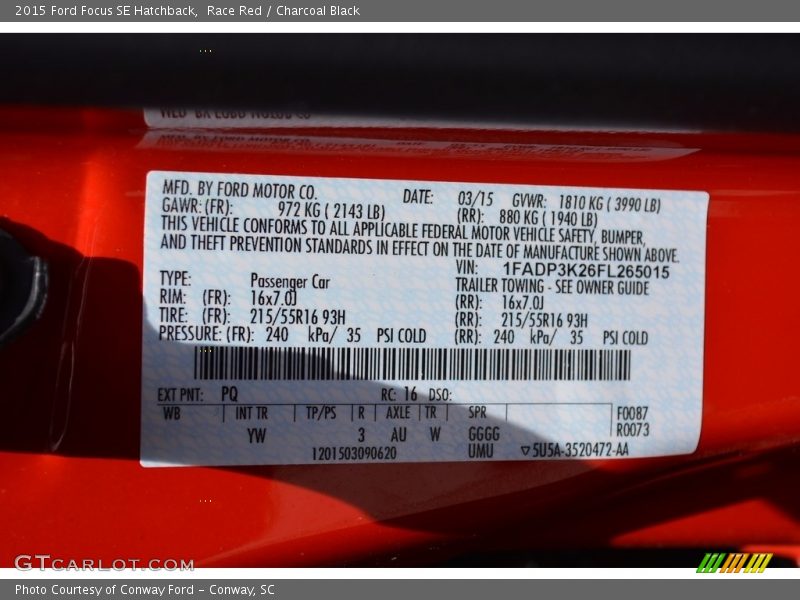 2015 Ford Focus SE Hatchback, Race Red / Charcoal Black
MFD. BY FORD MOTOR CO. DATE: 03/15 GVWR: 1810 KG ( 3990 LB)
GAWR: (FR): 972 KG ( 2143 LB) (RR): 880 KG ( 1940 LB)
THIS VEHICLE CONFORMS TO ALL APPLICABLE FEDERAL MOTOR VEHICLE SAFETY, BUMPER,
AND THEFT PREVENTION STANDARDS IN EFFECT ON THE DATE OF MANUFACTURE SHOWN ABOVE.
VIN: 1FADP3K26FL265015
TYPE: Passenger Car TRAILER TOWING - SEE OWNER GUIDE
RIM: (FR): 16x7.0J (RR): 16x7.0J
TIRE: (FR): 215/55R16 93H (RR): 215/55R16 93H
PRESSURE: (FR): 240 kPa/ 35 PSI COLD (RR): 240 kPa/ 35 PSI COLD
EXT PNT: PQ RC: 16 DSO:
WB INT TR TP/PS R AXLE TR SPR F0087
YW 3 AU W GGGG R0073
1201503090620 UMU ▽5U5A-3520472-AA
GTCARLOT.COM
Photo Courtesy of Conway Ford - Conway, SC